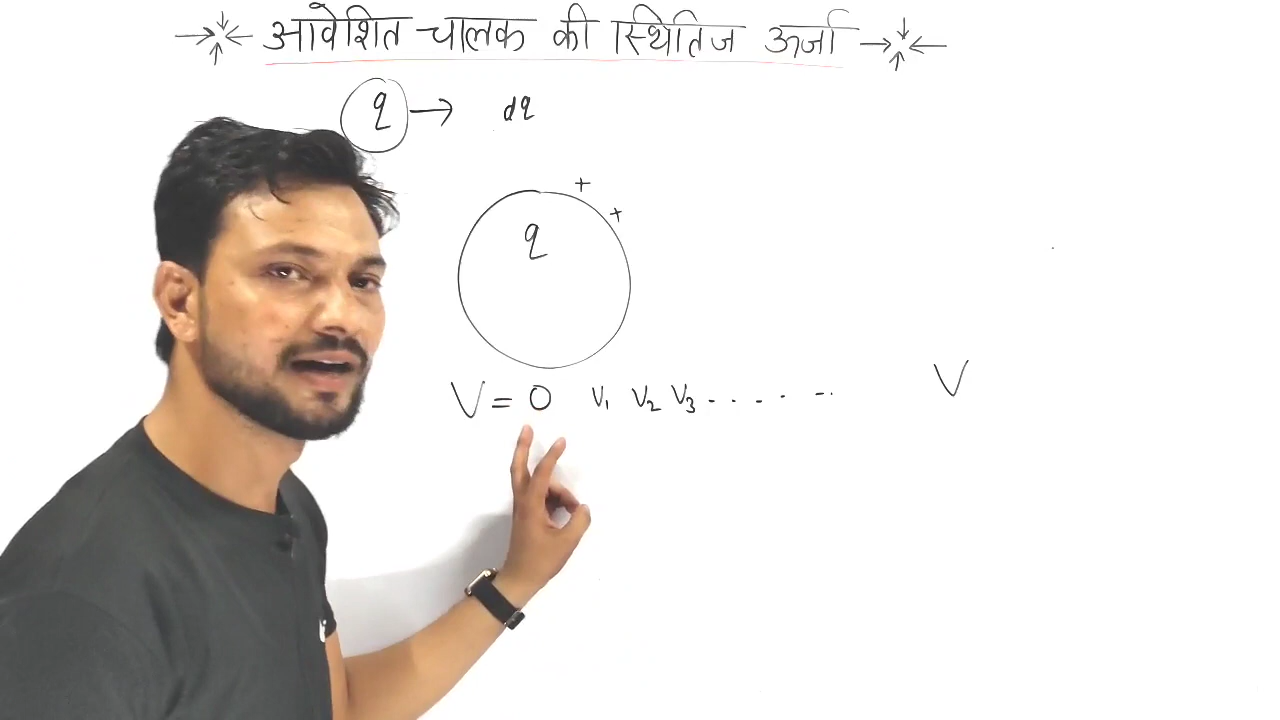 आवेशित चालक की स्थितिज ऊर्जा
q → dq
+
+
q
V = 0 V₁ V₂ V₃ - - - - - - - V